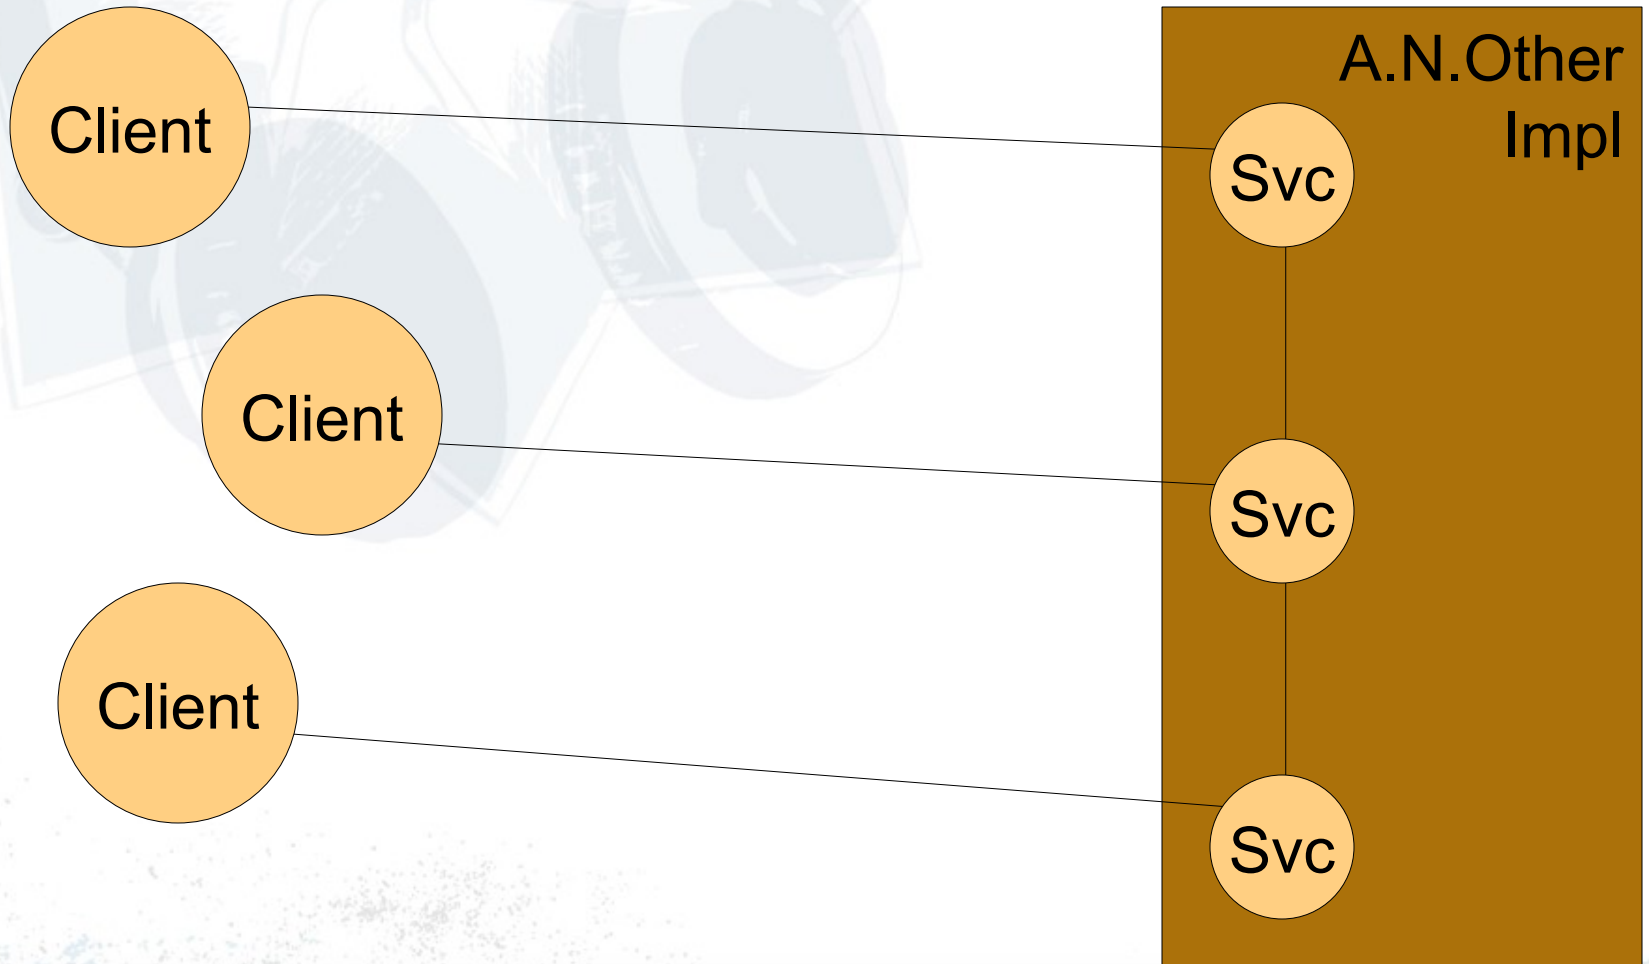 Client
Client
Client
A.N.Other
Impl
Svc
Svc
Svc